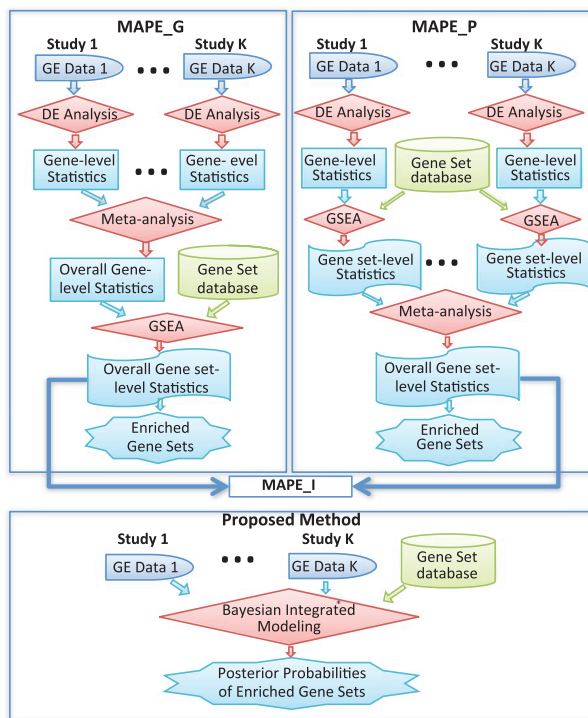 MAPE_G
Study 1
Study K
GE Data 1
• • •
GE Data K
DE Analysis
DE Analysis
Gene-level
Statistics
• • •
Gene- evel
Statistics
Meta-analysis
Overall Gene-
level Statistics
Gene Set
database
GSEA
Overall Gene set-
level Statistics
Enriched
Gene Sets
MAPE_P
Study 1
Study K
GE Data 1
• • •
GE Data K
DE Analysis
DE Analysis
Gene-level
Statistics
Gene Set
database
Gene-level
Statistics
GSEA
GSEA
Gene set-level
Statistics
• • •
Gene set-level
Statistics
Meta-analysis
Overall Gene set-
level Statistics
Enriched
Gene Sets
MAPE_I
Proposed Method
Study 1
Study K
GE Data 1
• • •
GE Data K
Gene Set
database
Bayesian Integrated
Modeling
Posterior Probabilities
of Enriched Gene Sets